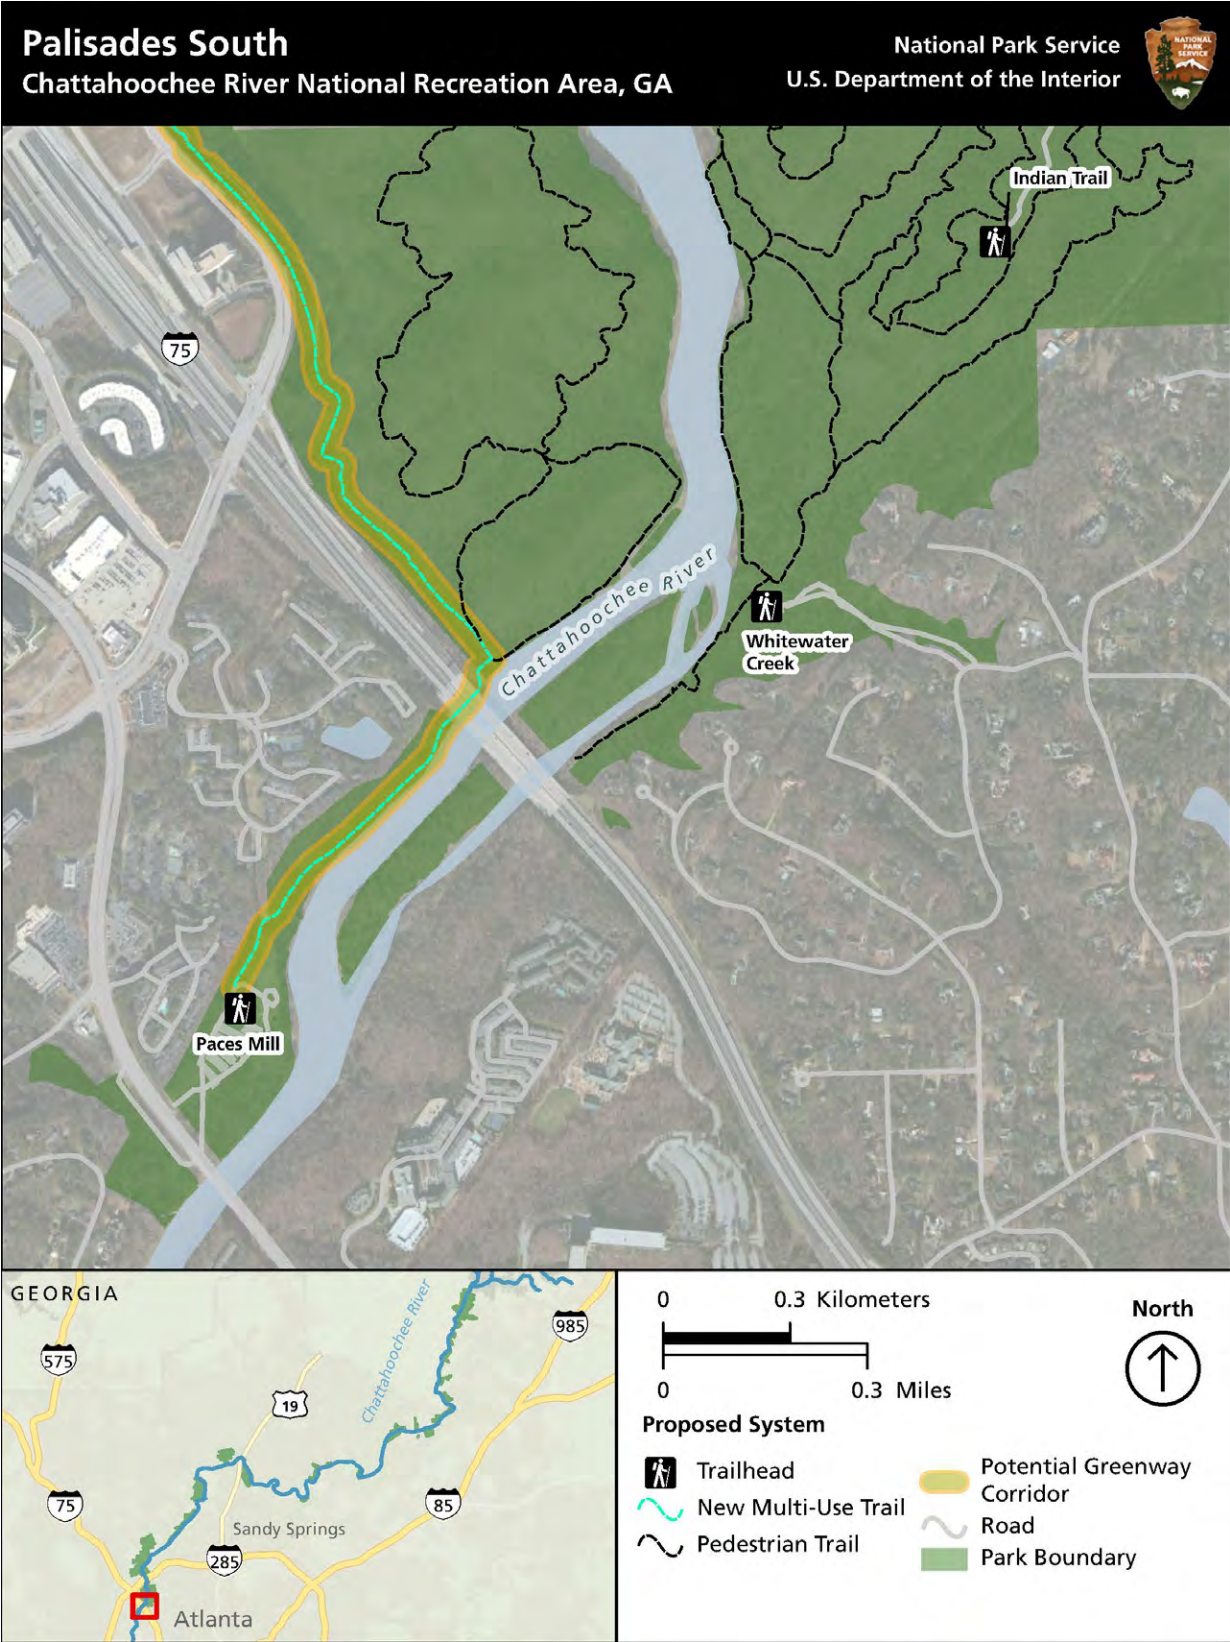 Palisades South
Chattahoochee River National Recreation Area, GA
National Park Service
U.S. Department of the Interior
NATIONAL
PARK
SERVICE
Indian Trail
75
Chattahoochee River
Whitewater
Creek
Paces Mill
GEORGIA
575
19
Chattahoochee River
985
75
85
Sandy Springs
285
Atlanta
0 0.3 Kilometers
0 0.3 Miles
North
Proposed System
Trailhead
New Multi-Use Trail
Pedestrian Trail
Potential Greenway
Corridor
Road
Park Boundary